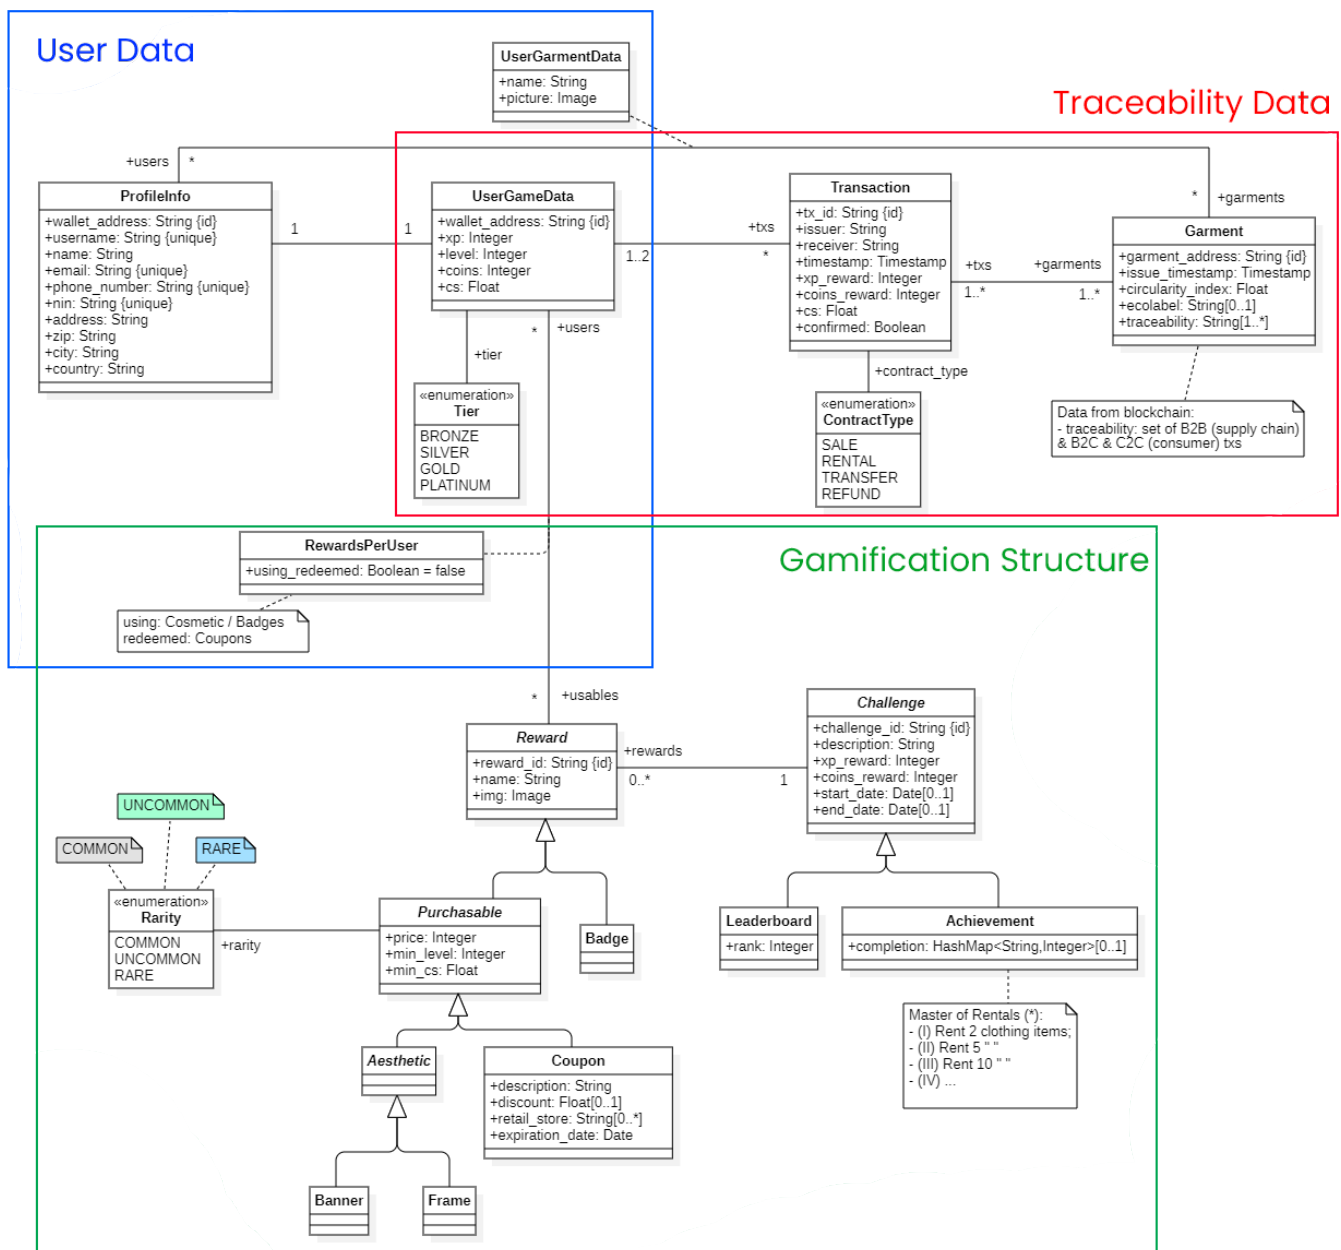 User Data
UserGarmentData
+name: String
+picture: Image
Traceability Data
+users
*
ProfileInfo
+wallet_address: String {id}
+username: String {unique}
+name: String
+email: String {unique}
+phone_number: String {unique}
+nin: String {unique}
+address: String
+zip: String
+city: String
+country: String
1
1
UserGameData
+wallet_address: String {id}
+xp: Integer
+level: Integer
+coins: Integer
+cs: Float
1..2
+txs
*
Transaction
+tx_id: String {id}
+issuer: String
+receiver: String
+timestamp: Timestamp
+xp_reward: Integer
+coins_reward: Integer
+cs: Float
+confirmed: Boolean
+txs
1..*
+garments
1..*
*
+garments
Garment
+garment_address: String {id}
+issue_timestamp: Timestamp
+circularity_index: Float
+ecolabel: String[0..1]
+traceability: String[1..*]
*
+users
+tier
«enumeration»
Tier
BRONZE
SILVER
GOLD
PLATINUM
+contract_type
«enumeration»
ContractType
SALE
RENTAL
TRANSFER
REFUND
Data from blockchain:
- traceability: set of B2B (supply chain)
& B2C & C2C (consumer) txs
RewardsPerUser
+using_redeemed: Boolean = false
using: Cosmetic / Badges
redeemed: Coupons
Gamification Structure
*
+usables
Reward
+reward_id: String {id}
+name: String
+img: Image
+rewards
0..*
1
Challenge
+challenge_id: String {id}
+description: String
+xp_reward: Integer
+coins_reward: Integer
+start_date: Date[0..1]
+end_date: Date[0..1]
UNCOMMON
COMMON
RARE
«enumeration»
Rarity
COMMON
UNCOMMON
RARE
+rarity
Purchasable
+price: Integer
+min_level: Integer
+min_cs: Float
Badge
Leaderboard
+rank: Integer
Achievement
+completion: HashMap<String,Integer>[0..1]
Master of Rentals (*):
- (I) Rent 2 clothing items;
- (II) Rent 5 " "
- (III) Rent 10 " "
- (IV) ...
Aesthetic
Coupon
+description: String
+discount: Float[0..1]
+retail_store: String[0..*]
+expiration_date: Date
Banner
Frame